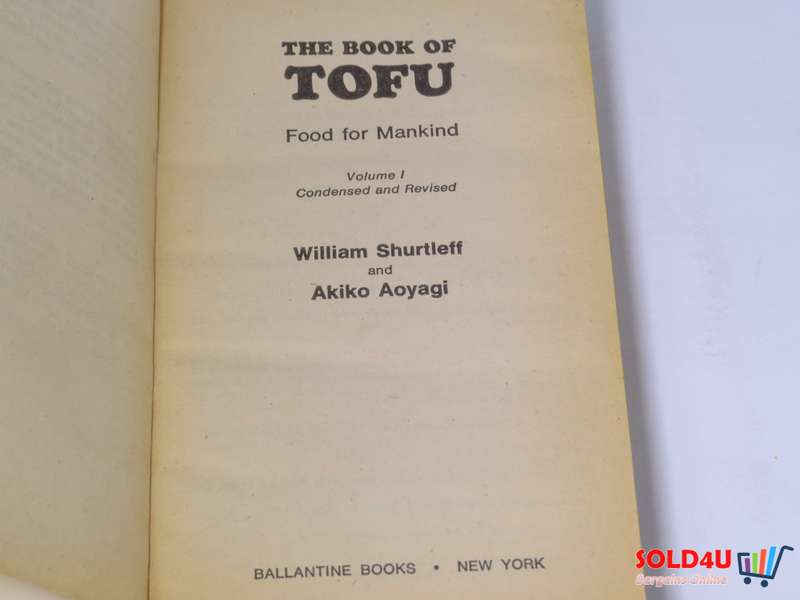 THE BOOK OF
TOFU
Food for Mankind
Volume I
Condensed and Revised
William Shurtleff
and
Akiko Aoyagi
BALLANTINE BOOKS • NEW YORK
SOLD4U
Bargains Online